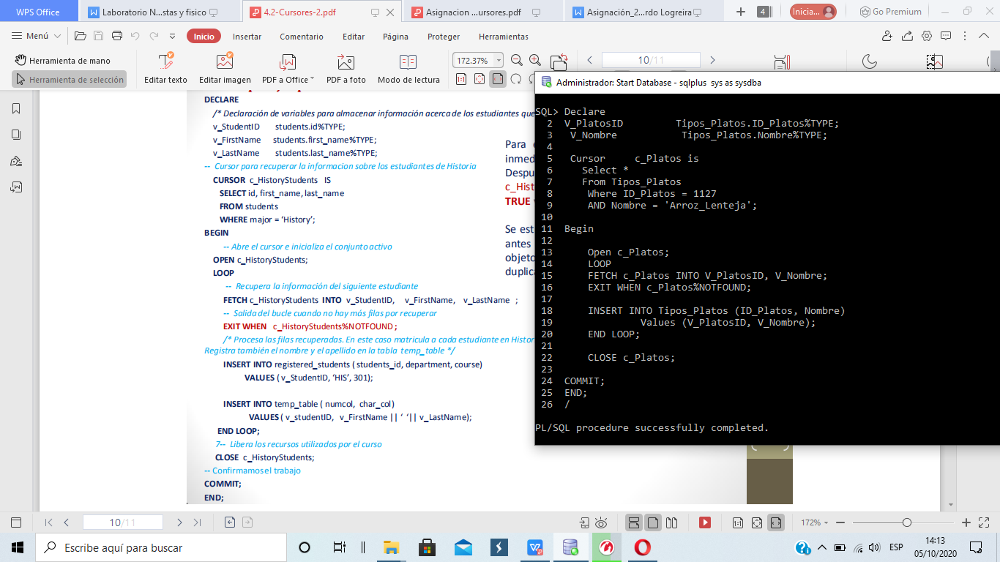 WPS Office
Laboratorio N...stas y fisico
4.2-Cursores-2.pdf
Asignacion ...ursores.pdf
Asignación_2...rdo Logreira
4
Inicia...
Go Premium
Menú
Inicio
Insertar
Comentario
Editar
Página
Proteger
Herramientas
Herramienta de mano
Herramienta de selección
Editar texto
Editar imagen
PDF a Office
PDF a foto
Modo de lectura
172.37%
1:1
10/11
DECLARE
/* Declaración de variables para almacenar información acerca de los estudiantes que
v_StudentID students.id%TYPE;
v_FirstName students.first_name%TYPE;
v_LastName students.last_name%TYPE;
-- Cursor para recuperar la informacion sobre los estudiantes de Historia
CURSOR c_HistoryStudents IS
SELECT id, first_name, last_name
FROM students
WHERE major = ‘History’;
BEGIN
-- Abre el cursor e inicializa el conjunto activo
OPEN c_HistoryStudents;
LOOP
-- Recupera la información del siguiente estudiante
FETCH c_HistoryStudents INTO v_StudentID, v_FirstName, v_LastName ;
-- Salida del bucle cuando no hay más filas por recuperar
EXIT WHEN c_HistoryStudents%NOTFOUND ;
/* Procesa las filas recuperadas. En este caso matricula a cada estudiante en Histor
Registra también el nombre y el apellido en la tabla temp_table */
INSERT INTO registered_students ( students_id, department, course)
VALUES ( v_StudentID, ‘HIS’, 301);
INSERT INTO temp_table ( numcol, char_col)
VALUES ( v_studentID, v_FirstName || ‘ ‘|| v_LastName);
END LOOP;
7-- Libera los recursos utilizados por el curso
CLOSE c_HistoryStudents;
-- Confirmamos el trabajo
COMMIT;
END;
Para
inmed
Despu
c_Hist
TRUE
Se est
antes
objeto
duplica
Administrador: Start Database - sqlplus sys as sysdba
SQL> Declare
2 V_PlatosID Tipos_Platos.ID_Platos%TYPE;
3 V_Nombre Tipos_Platos.Nombre%TYPE;
4
5 Cursor c_Platos is
6 Select *
7 From Tipos_Platos
8 Where ID_Platos = 1127
9 AND Nombre = 'Arroz_Lenteja';
10
11 Begin
12
13 Open c_Platos;
14 LOOP
15 FETCH c_Platos INTO V_PlatosID, V_Nombre;
16 EXIT WHEN c_Platos%NOTFOUND;
17
18 INSERT INTO Tipos_Platos (ID_Platos, Nombre)
19 Values (V_PlatosID, V_Nombre);
20 END LOOP;
21
22 CLOSE c_Platos;
23
24 COMMIT;
25 END;
26 /
PL/SQL procedure successfully completed.
10/11
1:1
172%
Escribe aquí para buscar
ESP
14:13
05/10/2020